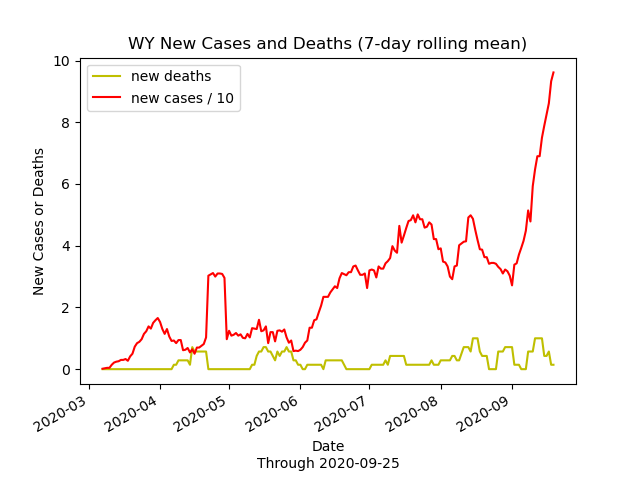 WY New Cases and Deaths (7-day rolling mean)
new deaths
new cases / 10
New Cases or Deaths
10
8
6
4
2
0
2020-03
2020-04
2020-05
2020-06
2020-07
2020-08
2020-09
Date
Through 2020-09-25